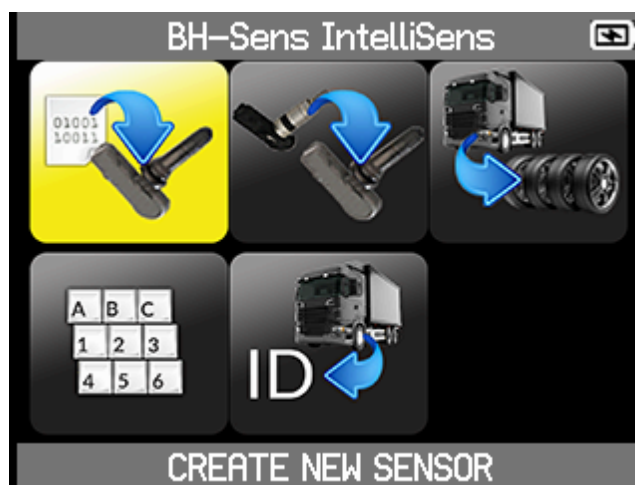 BH-Sens IntelliSens
01001
10011
A B C
1 2 3
4 5 6
ID
CREATE NEW SENSOR